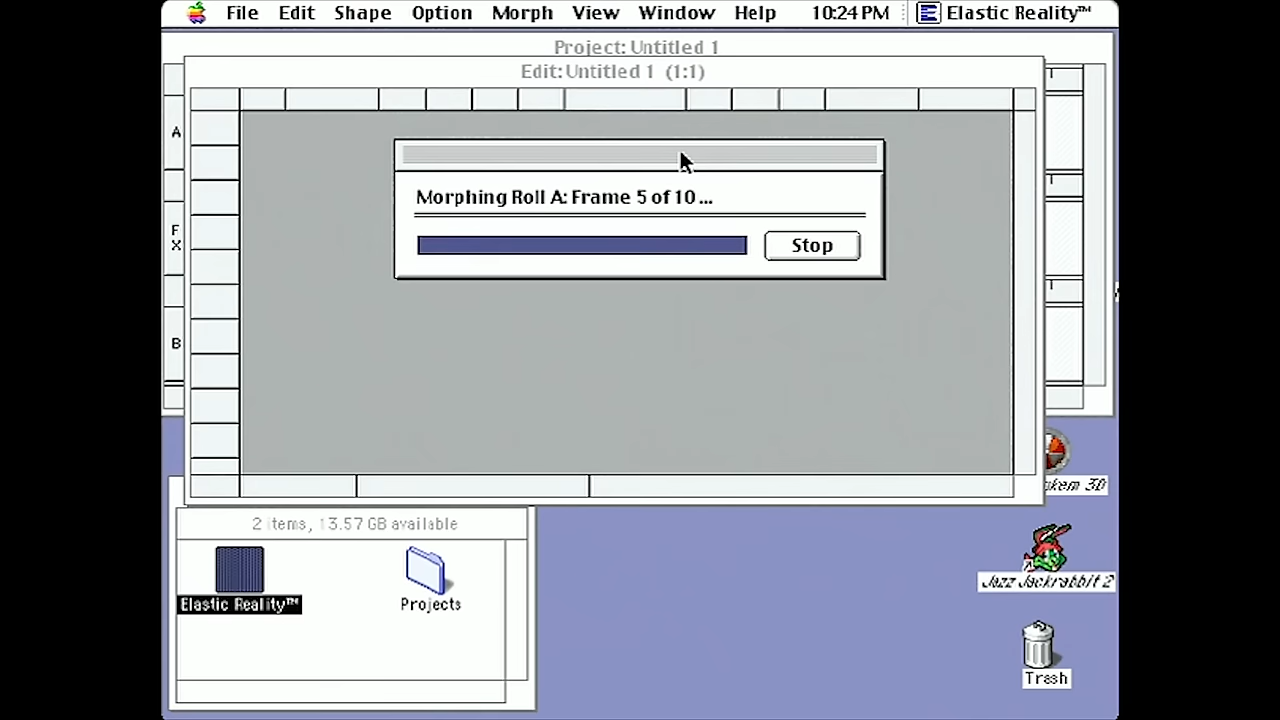 File Edit Shape Option Morph View Window Help 10:24 PM Elastic Reality™
Project: Untitled 1
Edit: Untitled 1 (1:1)
A
Morphing Roll A: Frame 5 of 10 ...
Stop
F
X
B
kem 3D
2 items, 13.57 GB available
Jazz Jackrabbit 2
Elastic Reality™
Projects
Trash